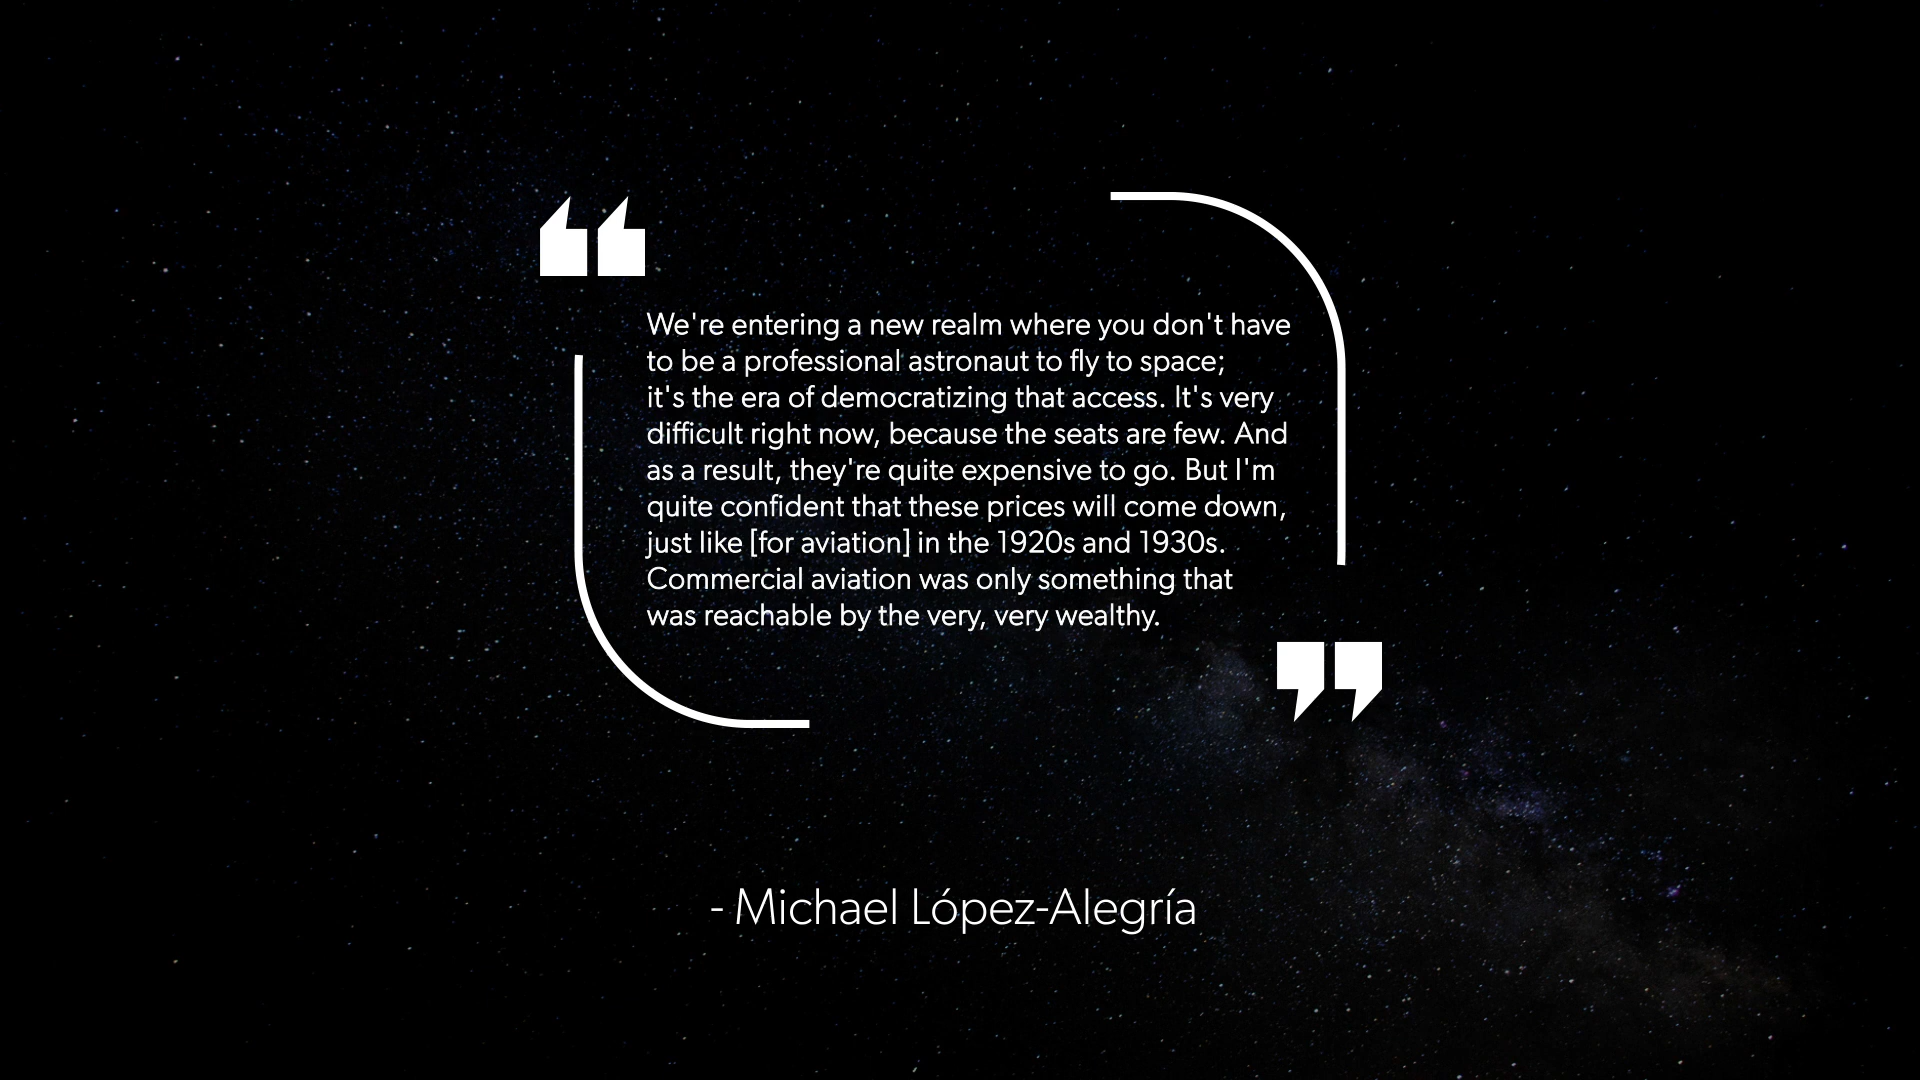 We're entering a new realm where you don't have
to be a professional astronaut to fly to space;
it's the era of democratizing that access. It's very
difficult right now, because the seats are few. And
as a result, they're quite expensive to go. But I'm
quite confident that these prices will come down,
just like [for aviation] in the 1920s and 1930s.
Commercial aviation was only something that
was reachable by the very, very wealthy.
- Michael López-Alegría